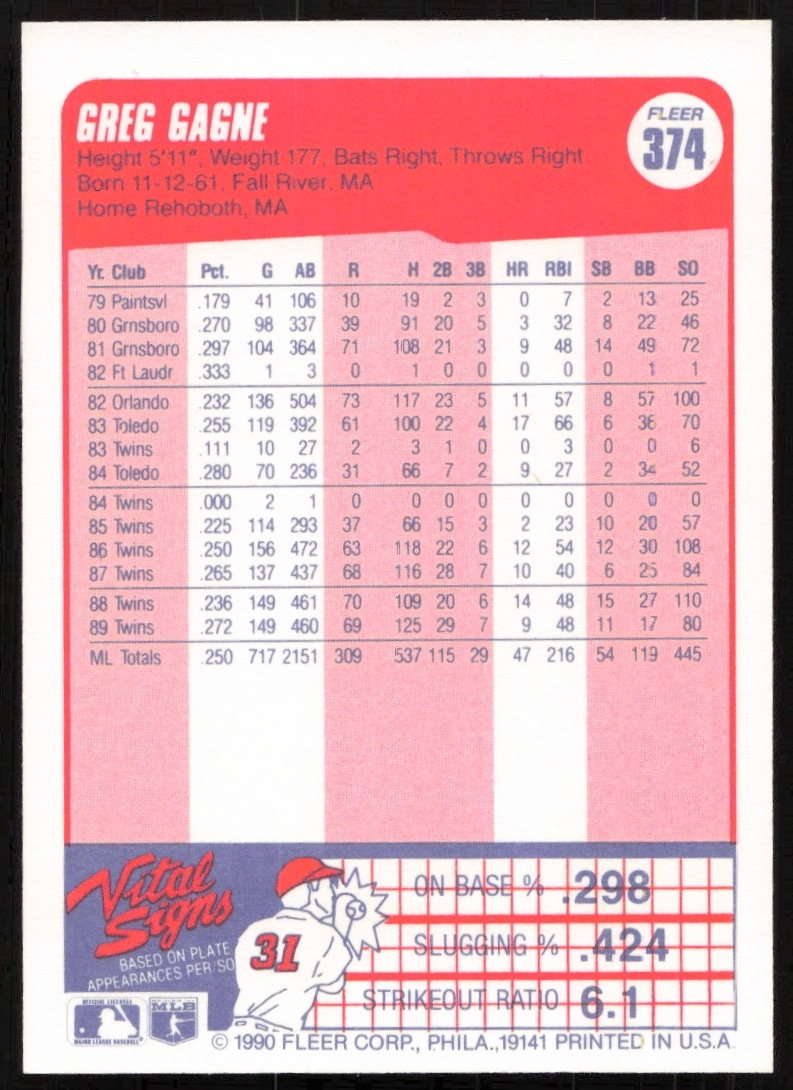 GREG GAGNE
FLEER
374
Height 5'11", Weight 177, Bats Right, Throws Right
Born 11-12-61, Fall River, MA
Home Rehoboth, MA
Yr. Club Pct. G AB R H 2B 3B HR RBI SB BB SO
79 Paintsvl .179 41 106 10 19 2 3 0 7 2 13 25
80 Grnsboro .270 98 337 39 91 20 5 3 32 8 22 46
81 Grnsboro .297 104 364 71 108 21 3 9 48 14 49 72
82 Ft Laudr .333 1 3 0 1 0 0 0 0 0 1 1
82 Orlando .232 136 504 73 117 23 5 11 57 8 57 100
83 Toledo .255 119 392 61 100 22 4 17 66 6 36 70
83 Twins .111 10 27 2 3 1 0 0 3 0 0 6
84 Toledo .280 70 236 31 66 7 2 9 27 2 34 52
84 Twins .000 2 1 0 0 0 0 0 0 0 0 0
85 Twins .225 114 293 37 66 15 3 2 23 10 20 57
86 Twins .250 156 472 63 118 22 6 12 54 12 30 108
87 Twins .265 137 437 68 116 28 7 10 40 6 25 84
88 Twins .236 149 461 70 109 20 6 14 48 15 27 110
89 Twins .272 149 460 69 125 29 7 9 48 11 17 80
ML Totals .250 717 2151 309 537 115 29 47 216 54 119 445
Vital
Signs
BASED ON PLATE
APPEARANCES PER/SO
31
ON BASE % .298
SLUGGING % .424
STRIKEOUT RATIO 6.1
OFFICIAL LICENSEE
MAJOR LEAGUE BASEBALL®
MLB
© 1990 FLEER CORP., PHILA.,19141 PRINTED IN U.S.A.